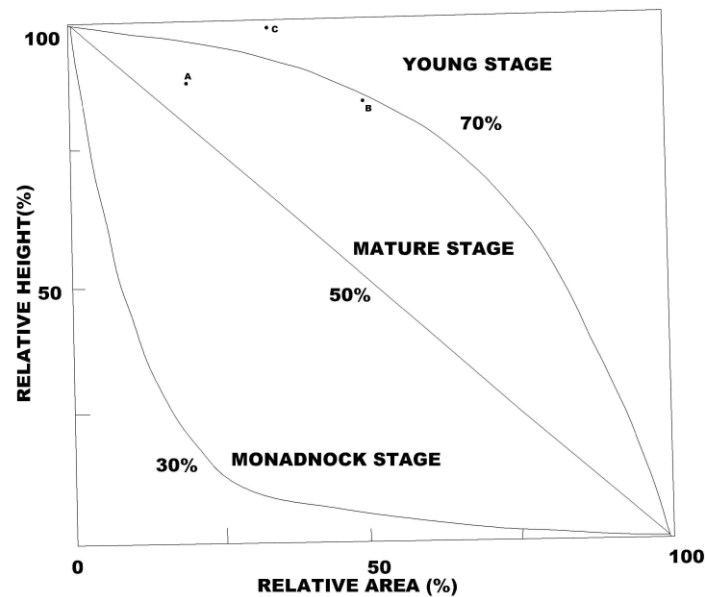 100
C
YOUNG STAGE
A
B
70%
MATURE STAGE
RELATIVE HEIGHT(%)
50
50%
30%
MONADNOCK STAGE
0
50
100
RELATIVE AREA (%)